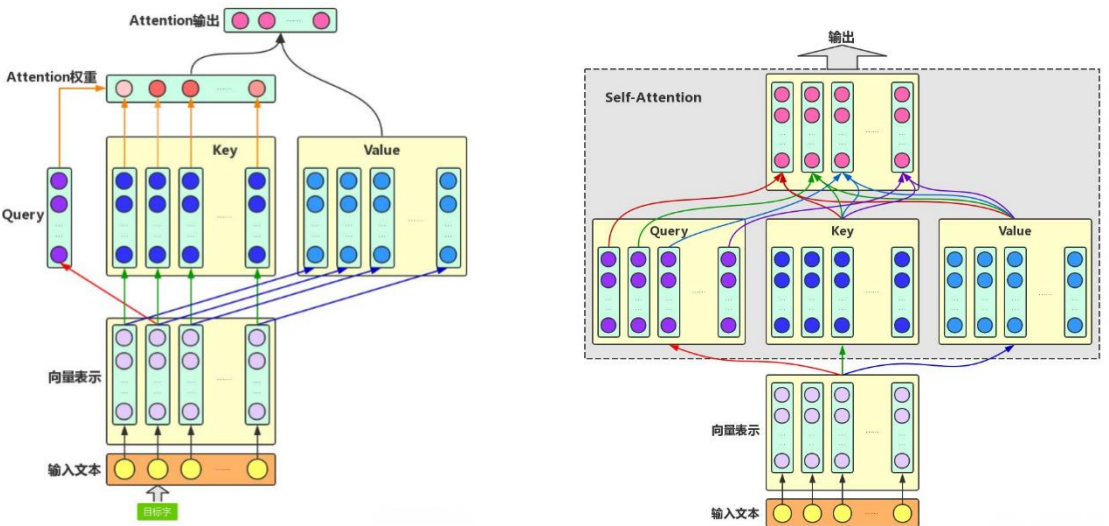 Attention输出
Attention权重
Key
Value
Query
向量表示
输入文本
目标字
输出
Self-Attention
Query
Key
Value
向量表示
输入文本